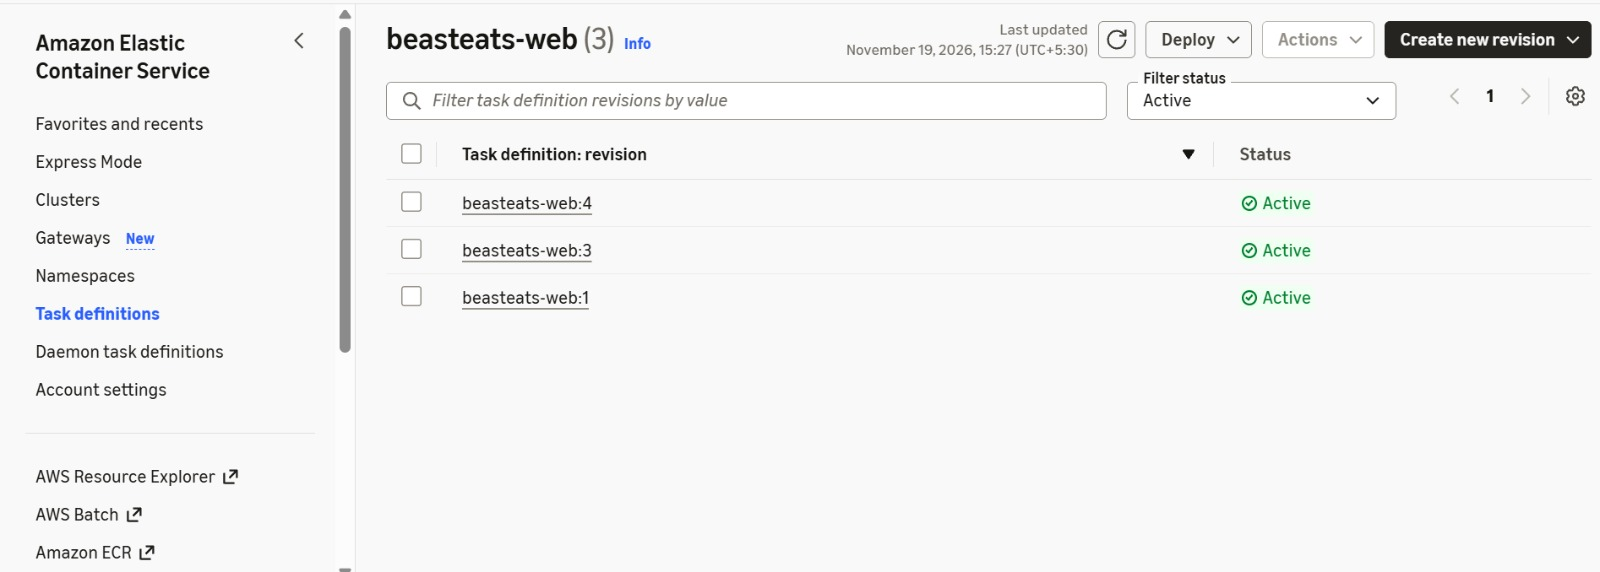 Amazon Elastic
Container Service
Favorites and recents
Express Mode
Clusters
Gateways New
Namespaces
Task definitions
Daemon task definitions
Account settings
AWS Resource Explorer
AWS Batch
Amazon ECR
beasteats-web (3) Info
Last updated
November 19, 2026, 15:27 (UTC+5:30)
Deploy
Actions
Create new revision
Filter task definition revisions by value
Filter status
Active
1
Task definition: revision Status
beasteats-web:4 Active
beasteats-web:3 Active
beasteats-web:1 Active